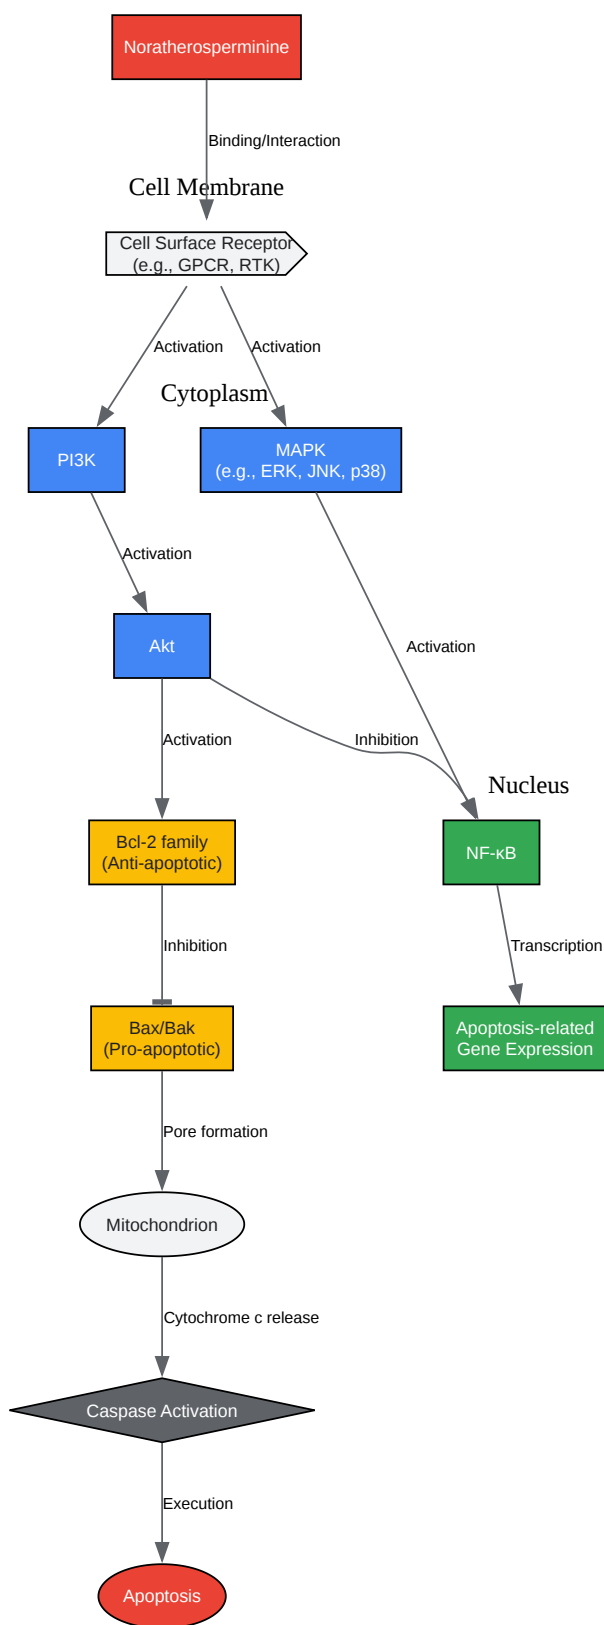 Noratherosperminine
Binding/Interaction
Cell Membrane
Cell Surface Receptor
(e.g., GPCR, RTK)
Activation
Activation
Cytoplasm
PI3K
MAPK
(e.g., ERK, JNK, p38)
Activation
Akt
Activation
Activation
Inhibition
Nucleus
Bcl-2 family
(Anti-apoptotic)
NF-κB
Inhibition
Transcription
Bax/Bak
(Pro-apoptotic)
Apoptosis-related
Gene Expression
Pore formation
Mitochondrion
Cytochrome c release
Caspase Activation
Execution
Apoptosis